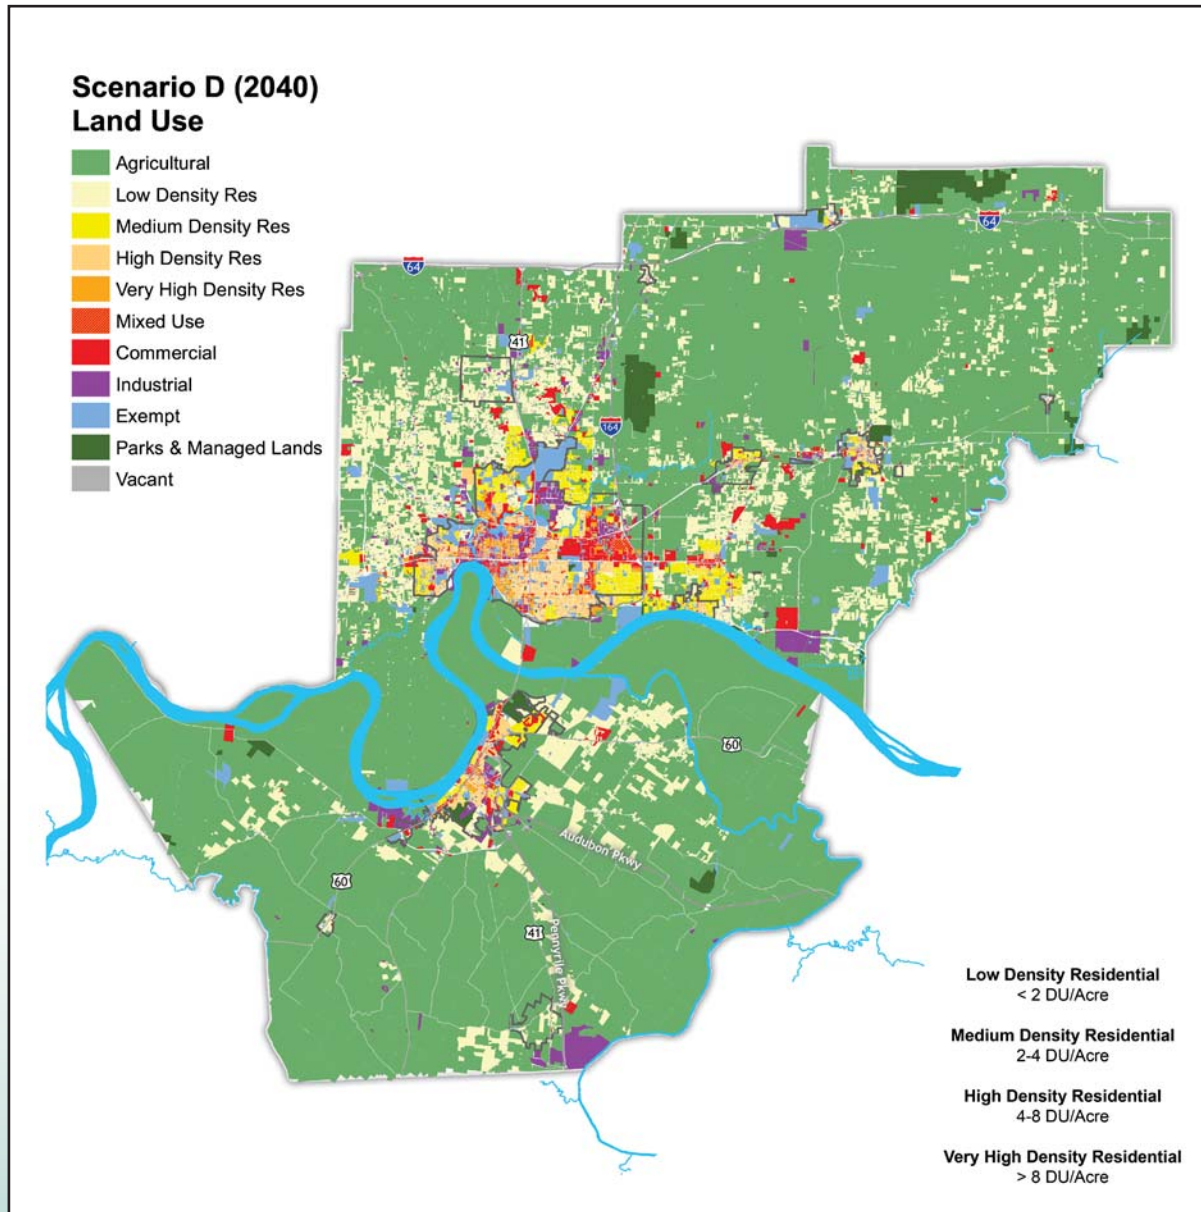 Scenario D (2040)
Land Use
Agricultural
Low Density Res
Medium Density Res
High Density Res
Very High Density Res
Mixed Use
Commercial
Industrial
Exempt
Parks & Managed Lands
Vacant
64
64
41
164
60
Audubon Pkwy
60
41
Pennyrile Pkwy
Low Density Residential
< 2 DU/Acre
Medium Density Residential
2-4 DU/Acre
High Density Residential
4-8 DU/Acre
Very High Density Residential
> 8 DU/Acre